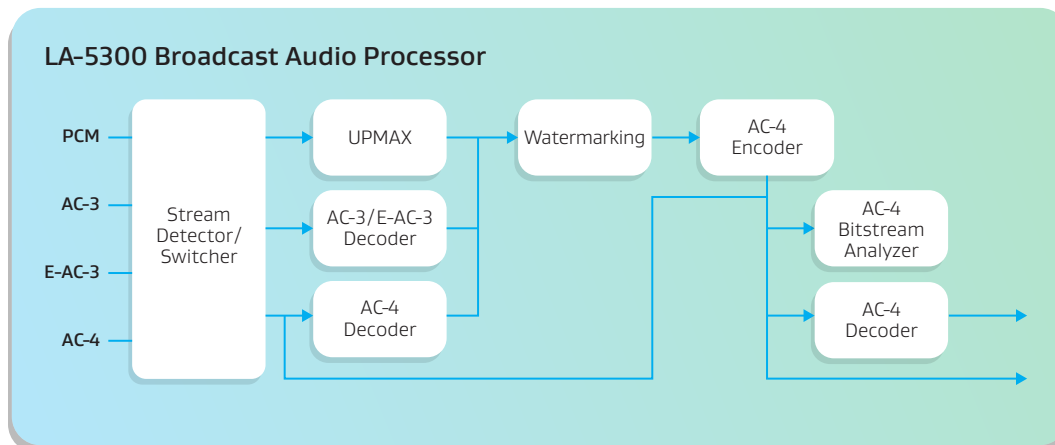 LA-5300 Broadcast Audio Processor
PCM
AC-3
E-AC-3
AC-4
Stream
Detector/
Switcher
UPMAX
AC-3/E-AC-3
Decoder
AC-4
Decoder
Watermarking
AC-4
Encoder
AC-4
Bitstream
Analyzer
AC-4
Decoder